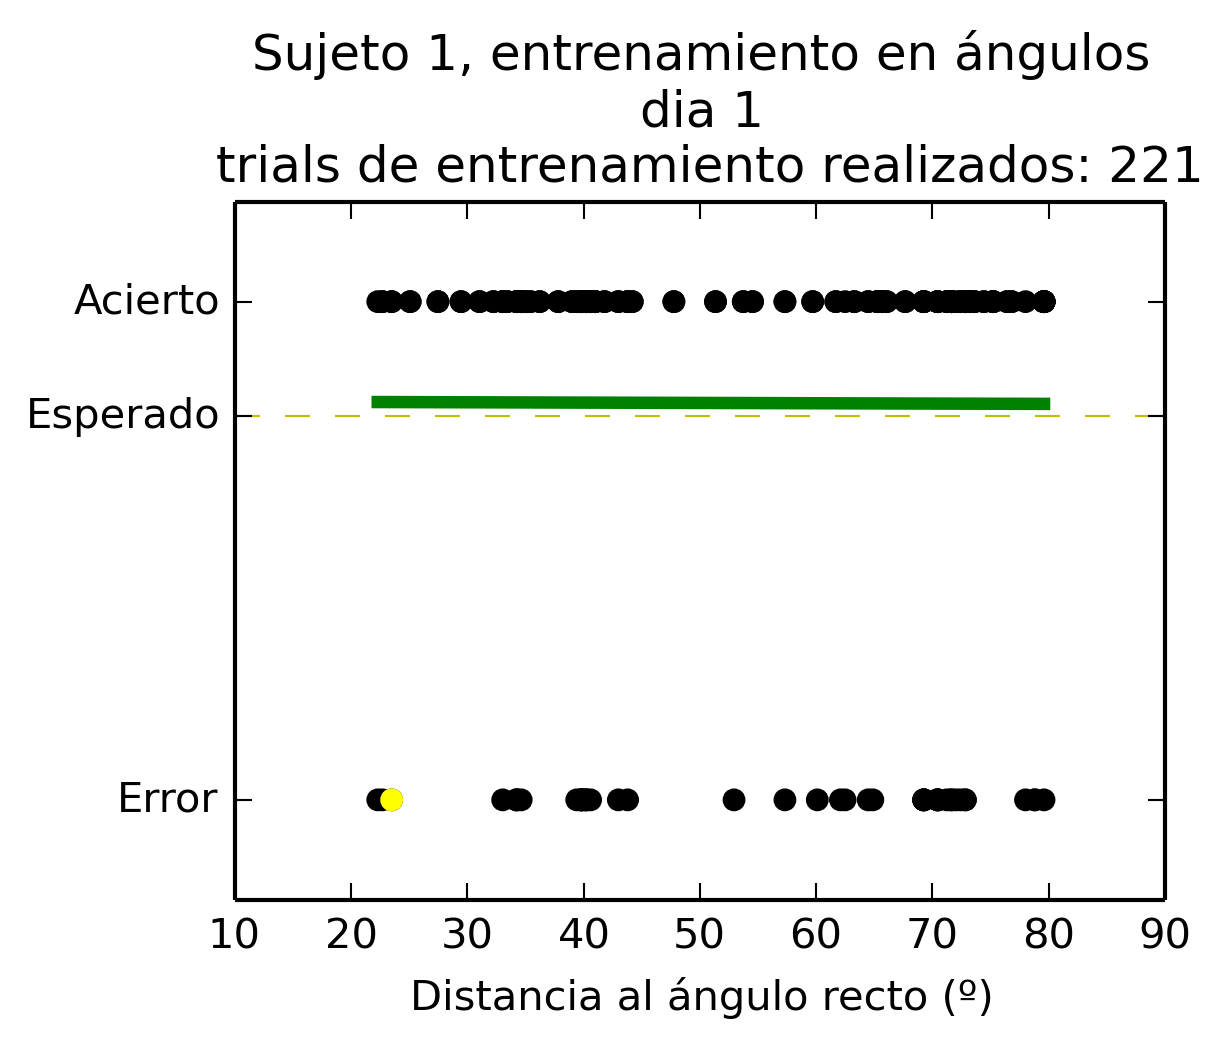 Sujeto 1, entrenamiento en ángulos
dia 1
trials de entrenamiento realizados: 221
Acierto
Esperado
Error
10 20 30 40 50 60 70 80 90
Distancia al ángulo recto (º)